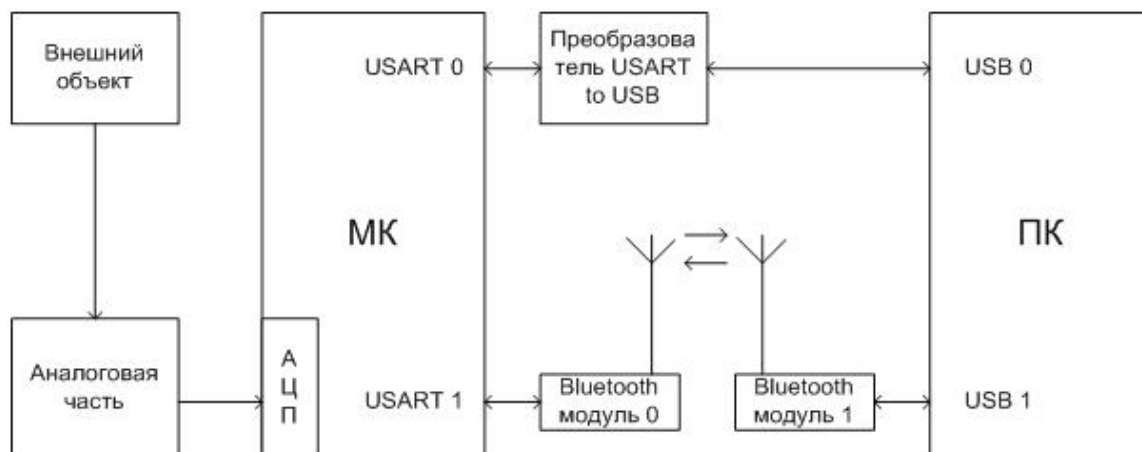 Внешний
объект
USART 0
Преобразова
тель USART
to USB
USB 0
МК
ПК
Аналоговая
часть
А
Ц
П
USART 1
Bluetooth
модуль 0
Bluetooth
модуль 1
USB 1